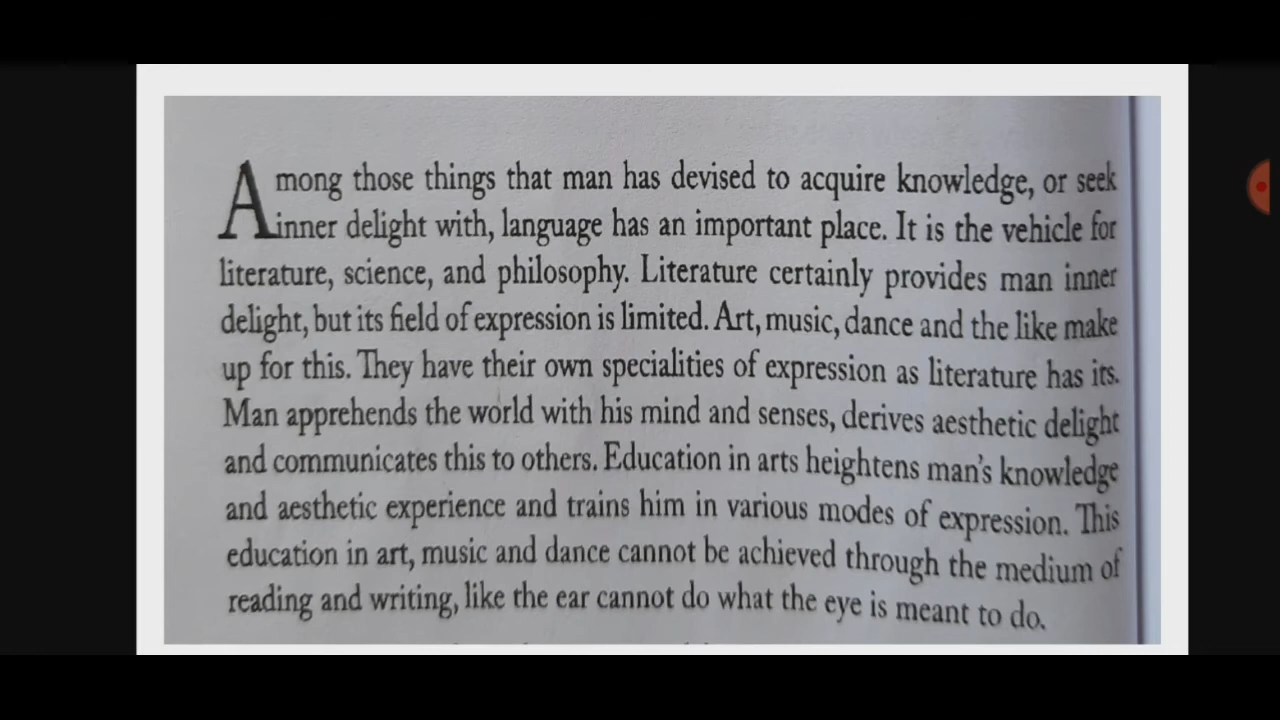 Among those things that man has devised to acquire knowledge, or seek
inner delight with, language has an important place. It is the vehicle for
literature, science, and philosophy. Literature certainly provides man inner
delight, but its field of expression is limited. Art, music, dance and the like make
up for this. They have their own specialities of expression as literature has its.
Man apprehends the world with his mind and senses, derives aesthetic delight
and communicates this to others. Education in arts heightens man's knowledge
and aesthetic experience and trains him in various modes of expression. This
education in art, music and dance cannot be achieved through the medium of
reading and writing, like the ear cannot do what the eye is meant to do.